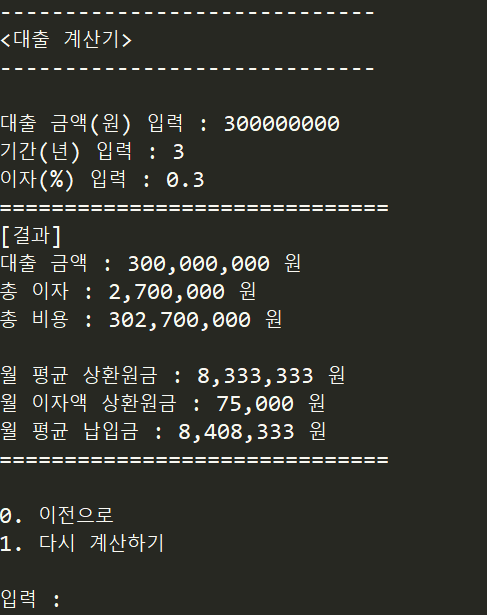 -----------------------------
<대출 계산기>
-----------------------------
대출 금액(원) 입력 : 300000000
기간(년) 입력 : 3
이자(%) 입력 : 0.3
==============================
[결과]
대출 금액 : 300,000,000 원
총 이자 : 2,700,000 원
총 비용 : 302,700,000 원
월 평균 상환원금 : 8,333,333 원
월 이자액 상환원금 : 75,000 원
월 평균 납입금 : 8,408,333 원
==============================
0. 이전으로
1. 다시 계산하기
입력 :